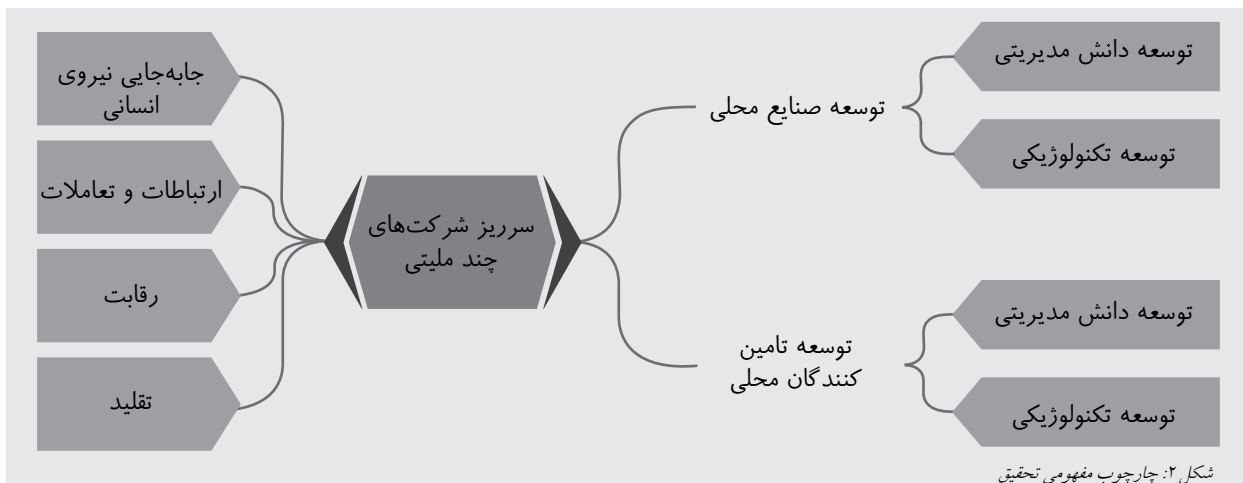 توسعه دانش مدیریتی
توسعه تکنولوژیکی
توسعه صنایع محلی
توسعه دانش مدیریتی
توسعه تکنولوژیکی
توسعه تامین
کنندگان محلی
سرریز شرکت‌های
چند ملیتی
جابه‌جایی نیروی
انسانی
ارتباطات و تعاملات
رقابت
تقلید
شکل ۲: چارچوب مفهومی تحقیق